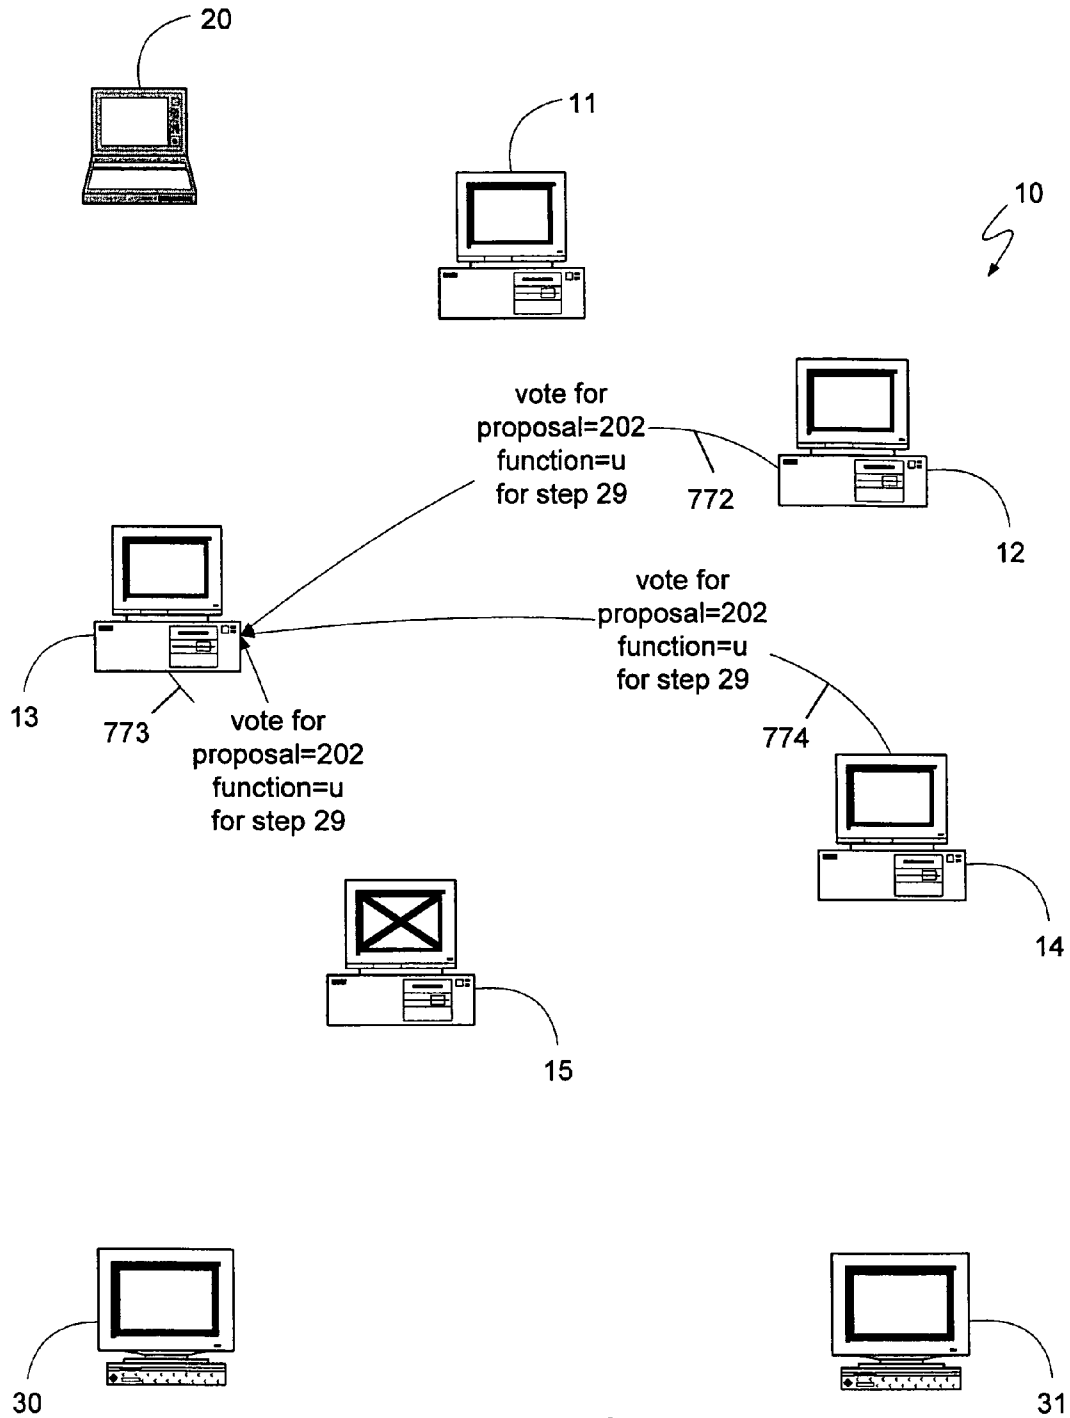 20
11
10
vote for
proposal=202
function=u
for step 29
772
12
vote for
proposal=202
function=u
for step 29
13
773
vote for
proposal=202
function=u
for step 29
774
14
15
30
31